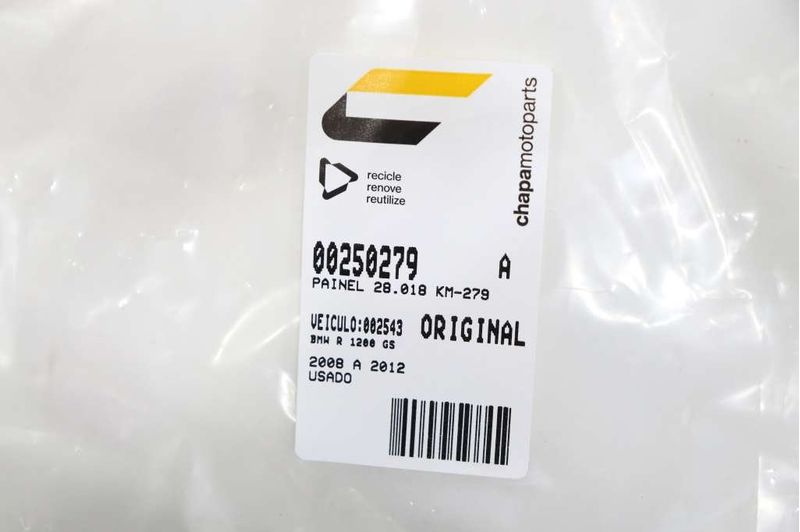 chapamotoparts
recicle
renove
reutilize
00250279 A
PAINEL 28.018 KM-279
VEICULO:002543 ORIGINAL
BMW R 1200 GS
2008 A 2012
USADO